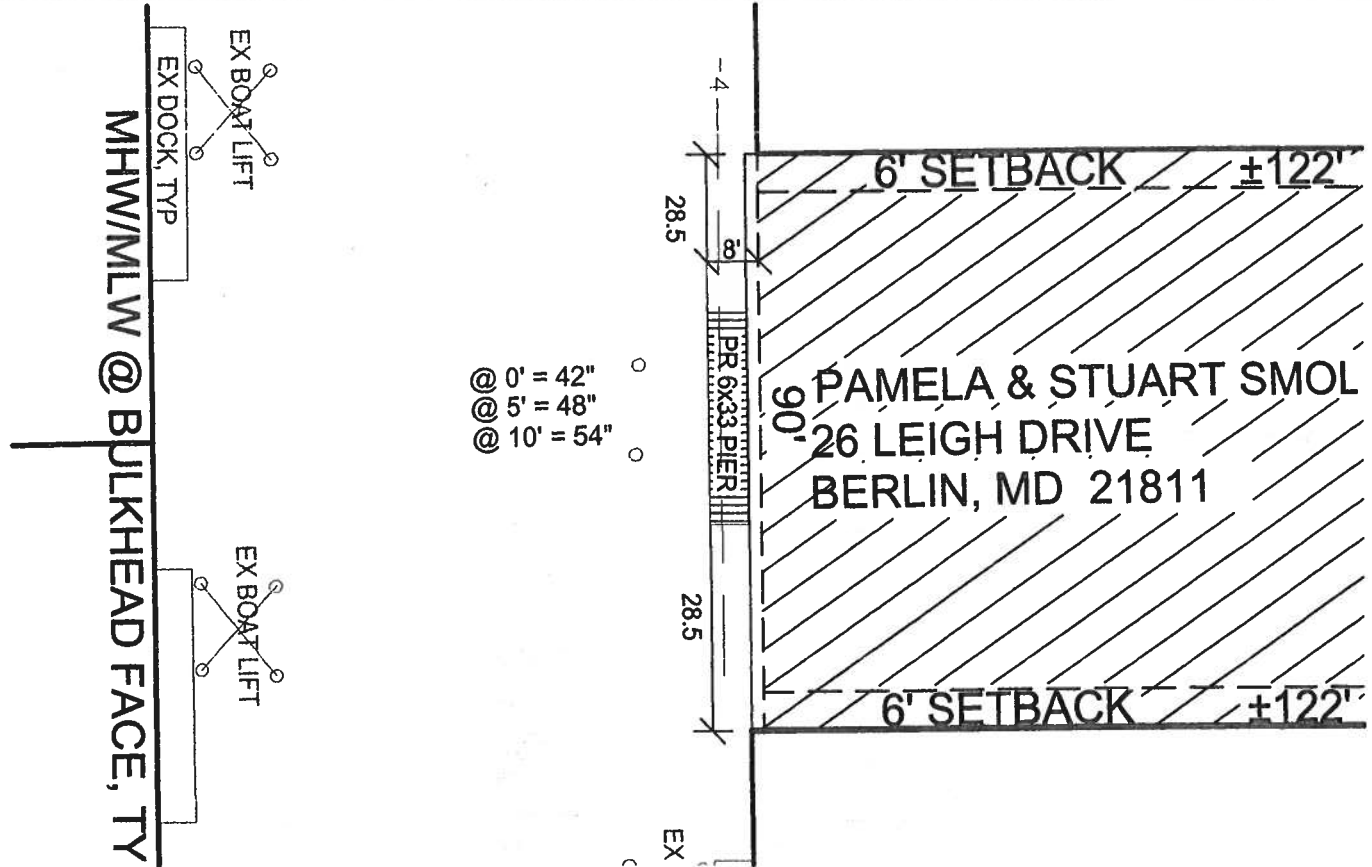 EX BOAT LIFT
EX DOCK, TYP
MHW/MLW @ BULKHEAD FACE, TY
EX BOAT LIFT
@ 0' = 42"
@ 5' = 48"
@ 10' = 54"
-4
28.5
8'
PR 6x33 PIER
28.5
EX
6' SETBACK ±122'
90'
PAMELA & STUART SMOL
26 LEIGH DRIVE
BERLIN, MD 21811
6' SETBACK ±122'